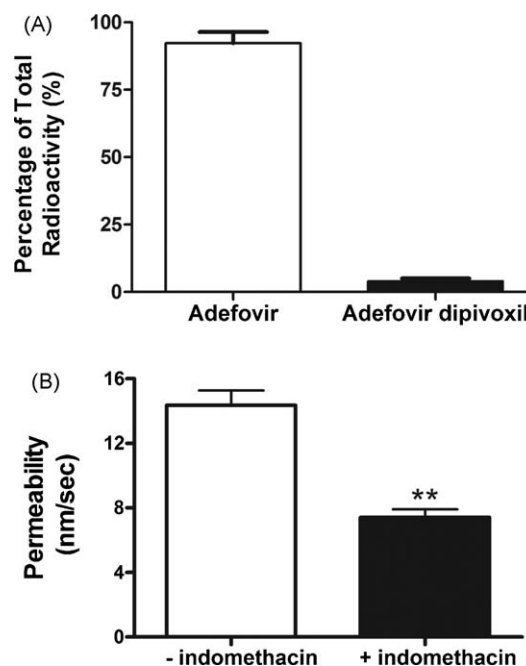 (A)
Percentage of Total
Radioactivity (%)
100
75
50
25
0
Adefovir
Adefovir dipivoxil
(B)
Permeability
(nm/sec)
16
12
8
4
0
**
- indomethacin
+ indomethacin